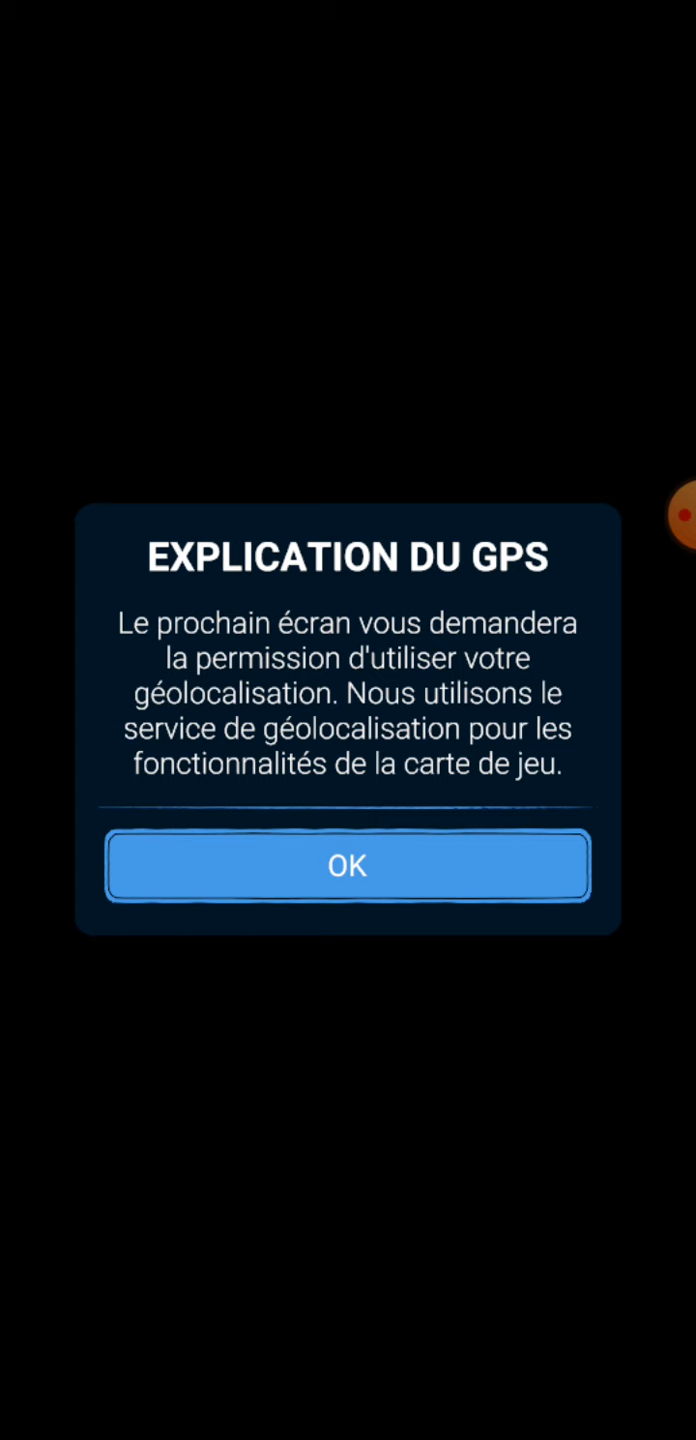 EXPLICATION DU GPS
Le prochain écran vous demandera
la permission d'utiliser votre
géolocalisation. Nous utilisons le
service de géolocalisation pour les
fonctionnalités de la carte de jeu.
OK